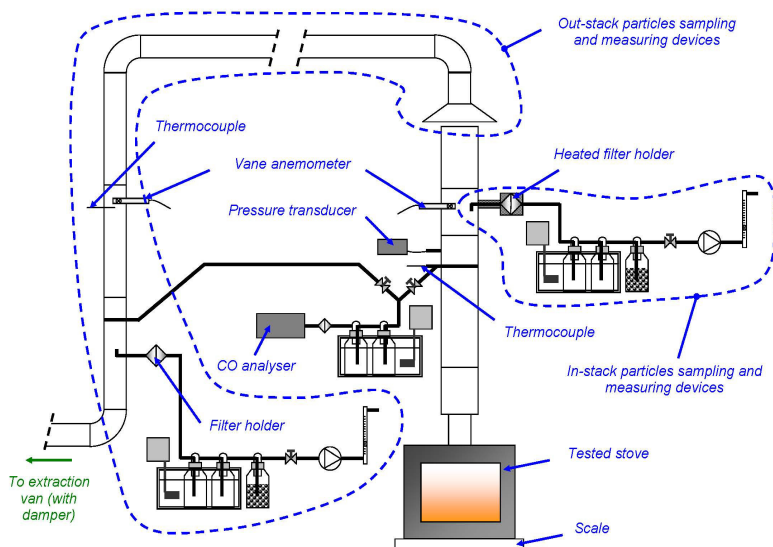 Out-stack particles sampling
and measuring devices
Thermocouple
Vane anemometer
Heated filter holder
Pressure transducer
Thermocouple
CO analyser
In-stack particles sampling and
measuring devices
Filter holder
Tested stove
To extraction
van (with
damper)
Scale